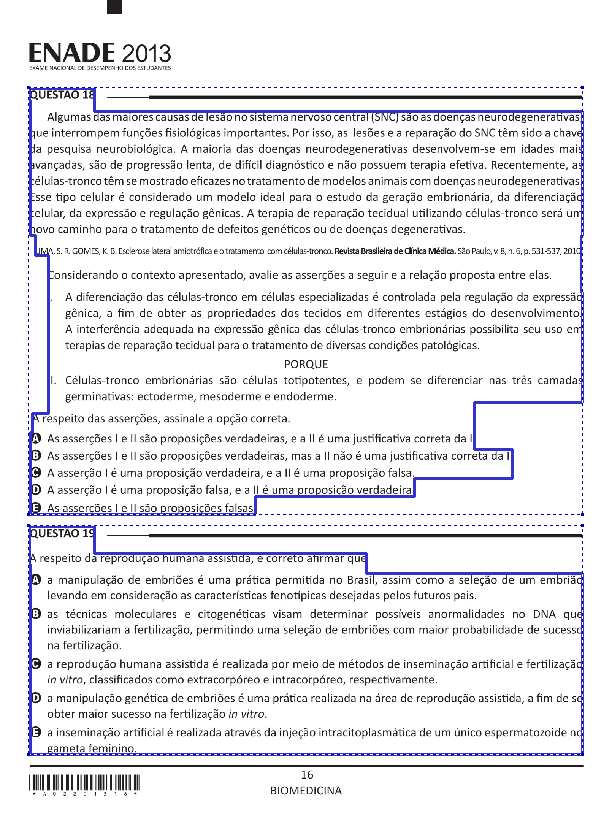 ENADE 2013
EXAME NACIONAL DE DESEMPENHO DOS ESTUDANTES
QUESTÃO 18
Algumas das maiores causas de lesão no sistema nervoso central (SNC) são as doenças neurodegenerativas,
que interrompem funções fisiológicas importantes. Por isso, as lesões e a reparação do SNC têm sido a chave
da pesquisa neurobiológica. A maioria das doenças neurodegenerativas desenvolvem-se em idades mais
avançadas, são de progressão lenta, de difícil diagnóstico e não possuem terapia efetiva. Recentemente, as
células-tronco têm se mostrado eficazes no tratamento de modelos animais com doenças neurodegenerativas.
Esse tipo celular é considerado um modelo ideal para o estudo da geração embrionária, da diferenciação
celular, da expressão e regulação gênicas. A terapia de reparação tecidual utilizando células-tronco será um
novo caminho para o tratamento de defeitos genéticos ou de doenças degenerativas.
LIMA. S. R. GOMES, K. B. Esclerose lateral amiotrófica e o tratamento com células-tronco. Revista Brasileira de Clínica Médica. São Paulo, v. 8, n. 6, p. 531-537, 2010.
Considerando o contexto apresentado, avalie as asserções a seguir e a relação proposta entre elas.
I. A diferenciação das células-tronco em células especializadas é controlada pela regulação da expressão
gênica, a fim de obter as propriedades dos tecidos em diferentes estágios do desenvolvimento.
A interferência adequada na expressão gênica das células-tronco embrionárias possibilita seu uso em
terapias de reparação tecidual para o tratamento de diversas condições patológicas.
PORQUE
II. Células-tronco embrionárias são células totipotentes, e podem se diferenciar nas três camadas
germinativas: ectoderme, mesoderme e endoderme.
A respeito das asserções, assinale a opção correta.
A As asserções I e II são proposições verdadeiras, e a II é uma justificativa correta da I.
B As asserções I e II são proposições verdadeiras, mas a II não é uma justificativa correta da I.
C A asserção I é uma proposição verdadeira, e a II é uma proposição falsa.
D A asserção I é uma proposição falsa, e a II é uma proposição verdadeira.
E As asserções I e II são proposições falsas.
QUESTÃO 19
A respeito da reprodução humana assistida, é correto afirmar que
A a manipulação de embriões é uma prática permitida no Brasil, assim como a seleção de um embrião
levando em consideração as características fenotípicas desejadas pelos futuros pais.
B as técnicas moleculares e citogenéticas visam determinar possíveis anormalidades no DNA que
inviabilizariam a fertilização, permitindo uma seleção de embriões com maior probabilidade de sucesso
na fertilização.
C a reprodução humana assistida é realizada por meio de métodos de inseminação artificial e fertilização
in vitro, classificados como extracorpóreo e intracorpóreo, respectivamente.
D a manipulação genética de embriões é uma prática realizada na área de reprodução assistida, a fim de se
obter maior sucesso na fertilização in vitro.
E a inseminação artificial é realizada através da injeção intracitoplasmática de um único espermatozoide no
gameta feminino.
16
BIOMEDICINA
* A 0 2 2 0 1 3 1 6 *